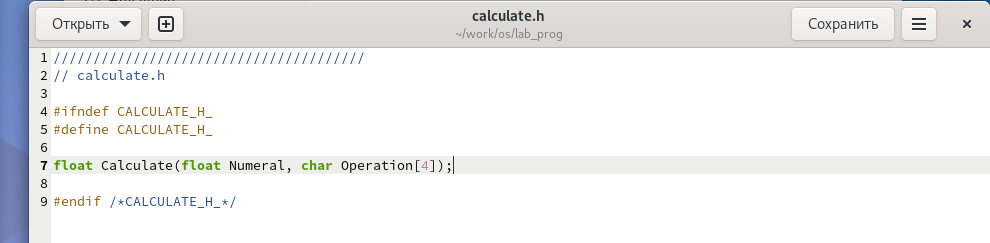 Открыть
calculate.h
~/work/os/lab_prog
Сохранить
1 ///////////////////////////////////////
2 // calculate.h
3
4 #ifndef CALCULATE_H_
5 #define CALCULATE_H_
6
7 float Calculate(float Numeral, char Operation[4]);
8
9 #endif /*CALCULATE_H_*/